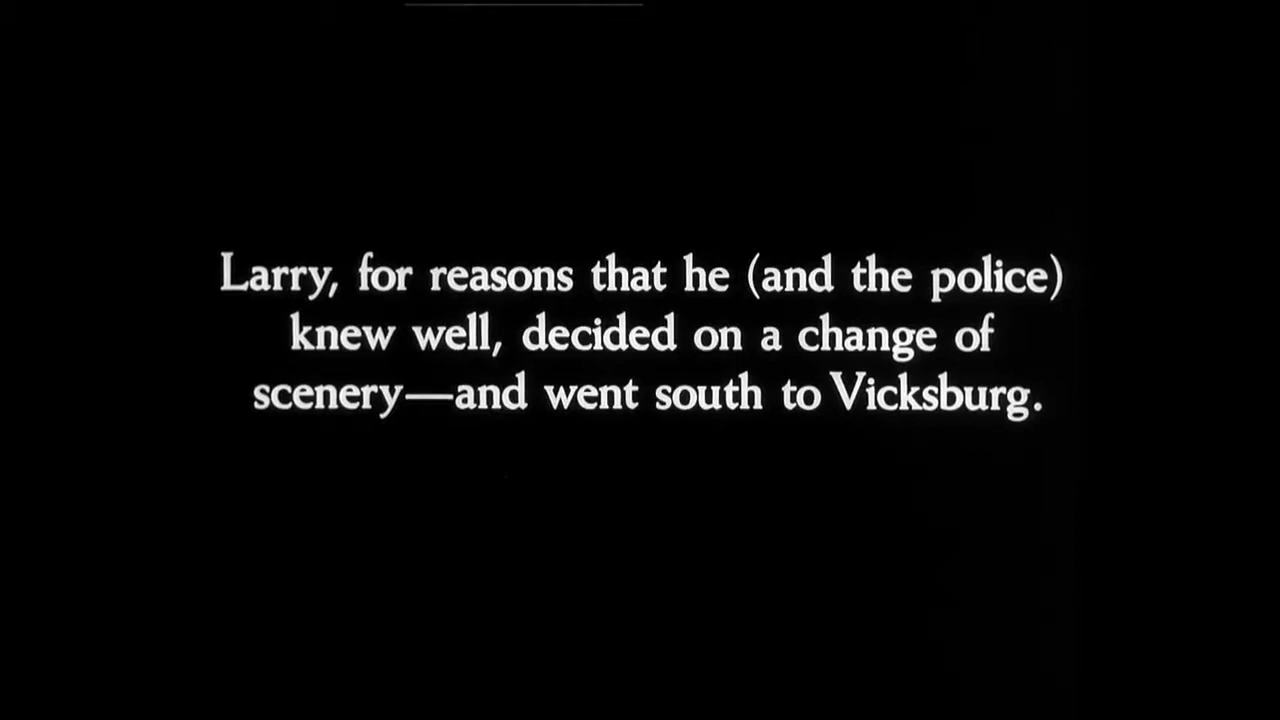 Larry, for reasons that he (and the police)
knew well, decided on a change of
scenery—and went south to Vicksburg.